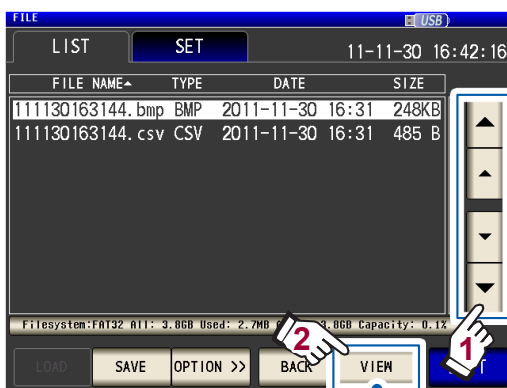 FILE USB
LIST SET 11-11-30 16:42:16
FILE NAME TYPE DATE SIZE
111130163144.bmp BMP 2011-11-30 16:31 248KB
111130163144.csv CSV 2011-11-30 16:31 485 B
Filesystem:FAT32 All: 3.8GB Used: 2.7MB 3.8GB Capacity: 0.1%
2
1
LOAD SAVE OPTION >> BACK VIEW